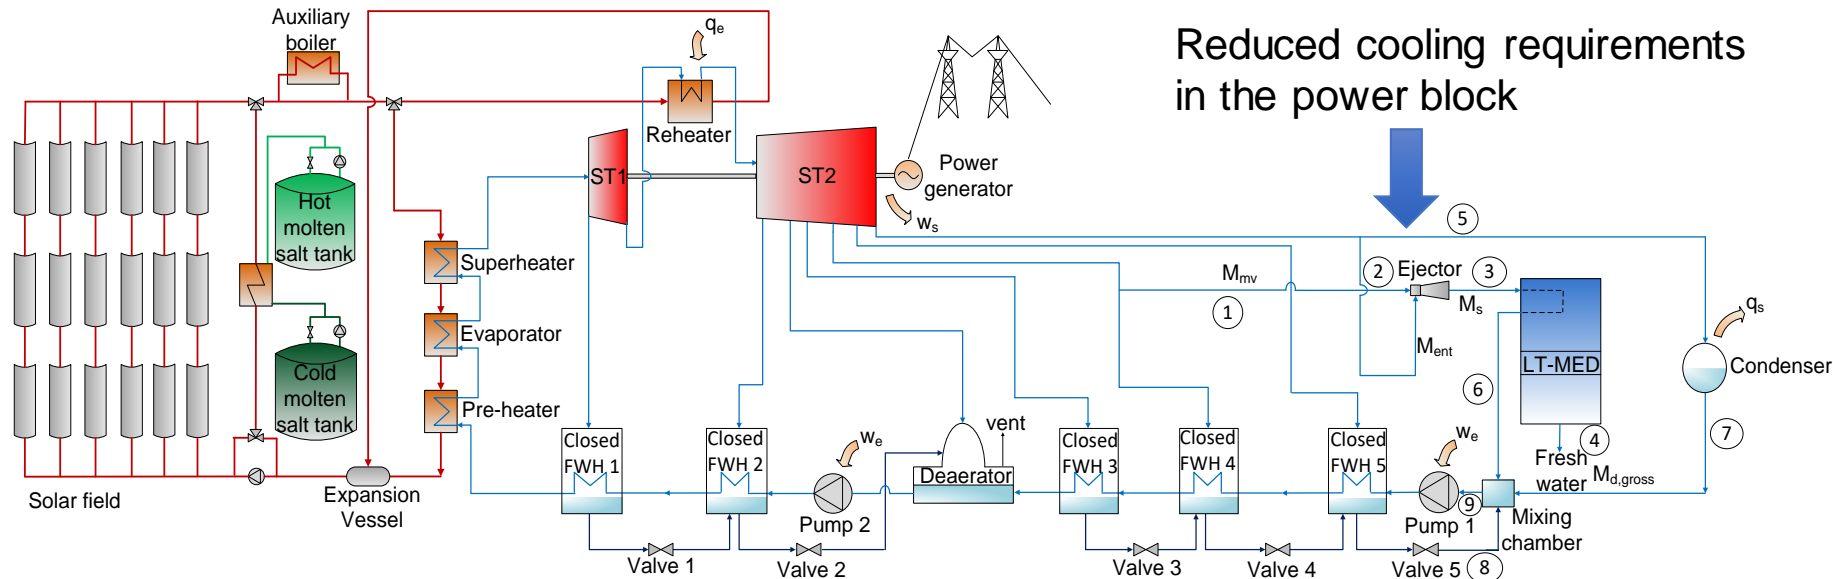 Auxiliary
boiler
qe
Reduced cooling requirements
in the power block
Reheater
ST1
ST2
Power
generator
ws
Hot
molten
salt tank
Superheater
Evaporator
Cold
molten
salt tank
Pre-heater
5
2
Ejector
3
Mmv
1
Ms
qs
Ment
LT-MED
Condenser
6
4
7
Fresh
water
Md,gross
Closed
FWH 1
Closed
FWH 2
we
vent
Deaerator
Closed
FWH 3
Closed
FWH 4
Closed
FWH 5
we
Solar field
Expansion
Vessel
Pump 2
Pump 1
9
Mixing
chamber
Valve 1
Valve 2
Valve 3
Valve 4
Valve 5
8